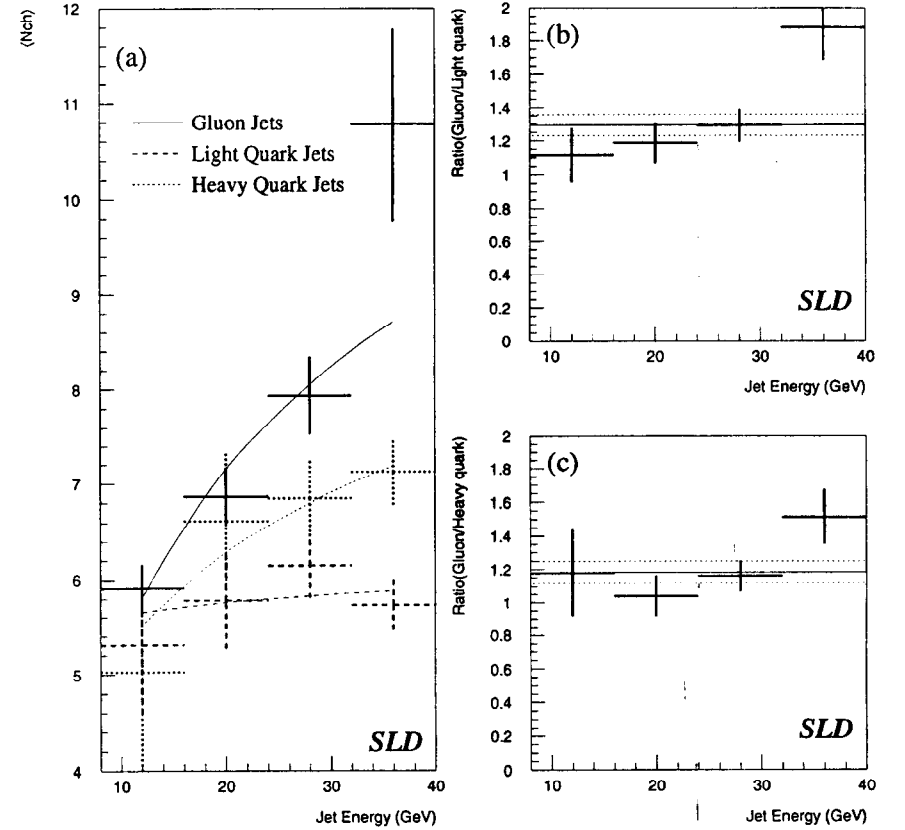 ⟨Nch⟩
12
11
10
9
8
7
6
5
4
(a)
Gluon Jets
Light Quark Jets
Heavy Quark Jets
SLD
10
20
30
40
Jet Energy (GeV)
Ratio(Gluon/Light quark)
2
1.8
1.6
1.4
1.2
1
0.8
0.6
0.4
0.2
0
(b)
SLD
10
20
30
40
Jet Energy (GeV)
Ratio(Gluon/Heavy quark)
2
1.8
1.6
1.4
1.2
1
0.8
0.6
0.4
0.2
0
(c)
SLD
10
20
30
40
Jet Energy (GeV)